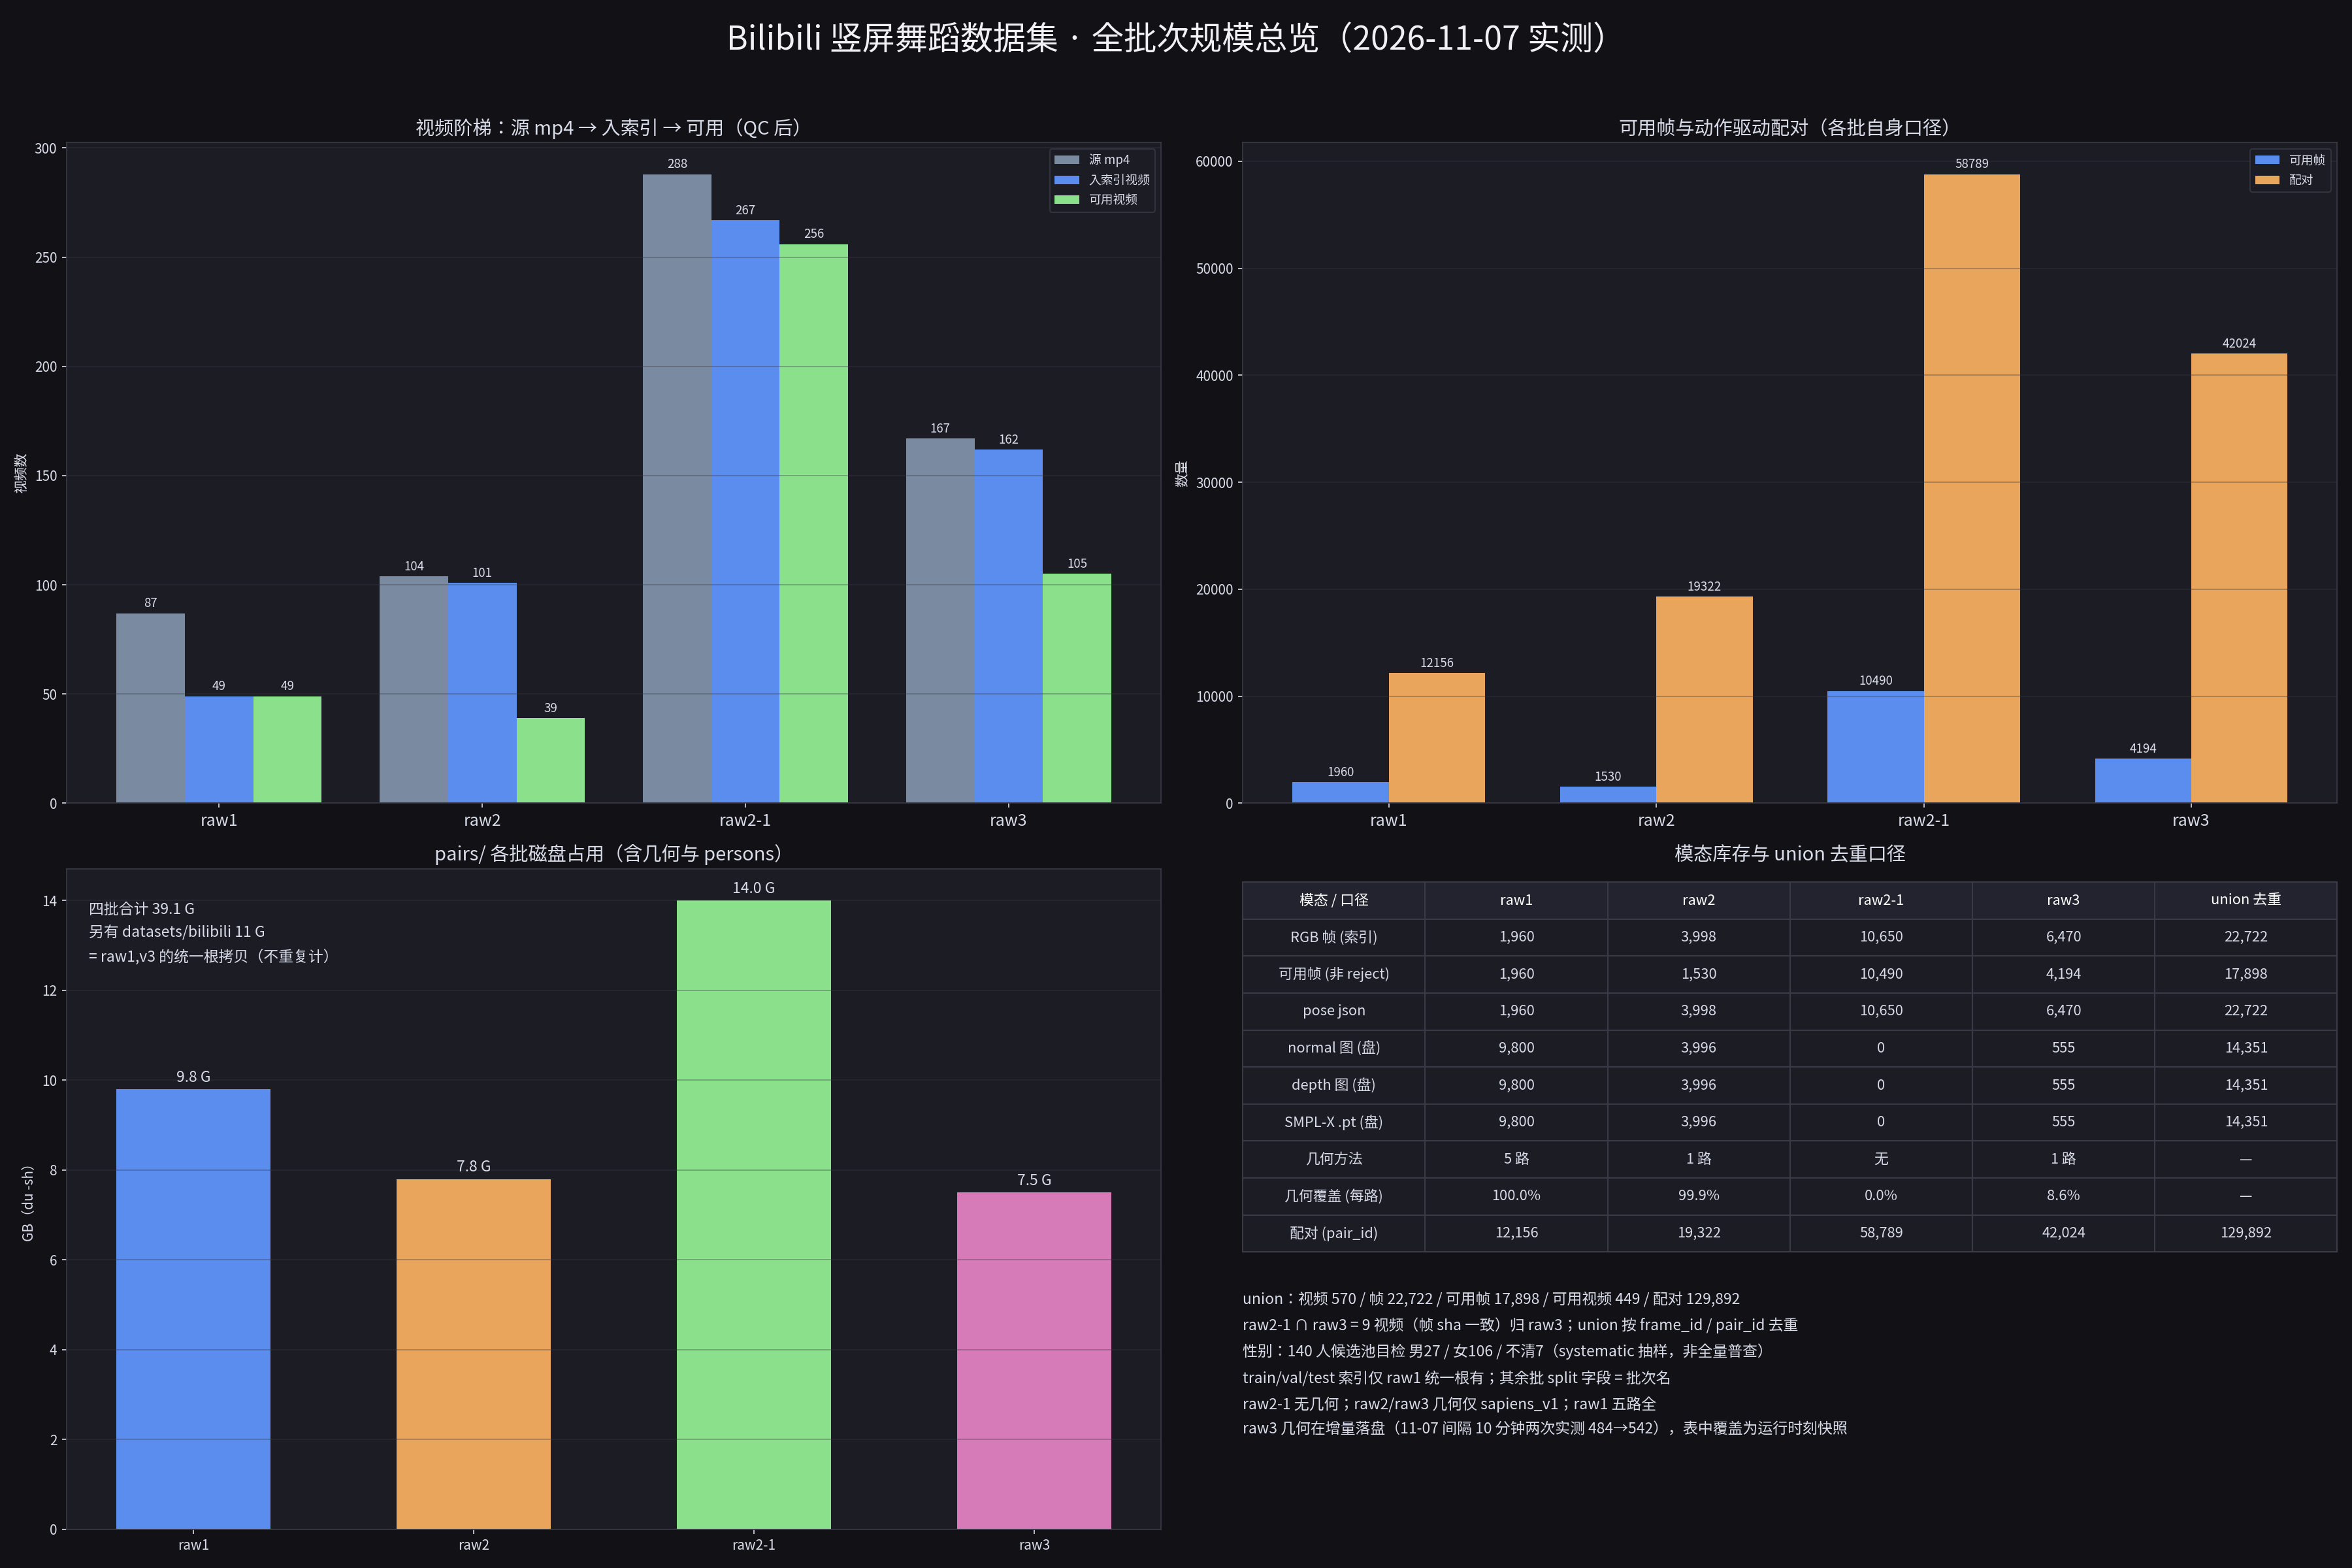 Bilibili 竖屏舞蹈数据集 · 全批次规模总览（2026-11-07 实测）
视频阶梯：源 mp4 → 入索引 → 可用（QC 后）
源 mp4
入索引视频
可用视频
视频数
300
250
200
150
100
50
0
87
49
49
104
101
39
288
267
256
167
162
105
raw1
raw2
raw2-1
raw3
可用帧与动作驱动配对（各批自身口径）
可用帧
配对
数量
60000
50000
40000
30000
20000
10000
0
1960
12156
1530
19322
10490
58789
4194
42024
raw1
raw2
raw2-1
raw3
pairs/ 各批磁盘占用（含几何与 persons）
四批合计 39.1 G
另有 datasets/bilibili 11 G
= raw1,v3 的统一根拷贝（不重复计）
GB（du -sh）
14
12
10
8
6
4
2
0
9.8 G
7.8 G
14.0 G
7.5 G
raw1
raw2
raw2-1
raw3
模态库存与 union 去重口径
模态 / 口径 raw1 raw2 raw2-1 raw3 union 去重
RGB 帧 (索引) 1,960 3,998 10,650 6,470 22,722
可用帧 (非 reject) 1,960 1,530 10,490 4,194 17,898
pose json 1,960 3,998 10,650 6,470 22,722
normal 图 (盘) 9,800 3,996 0 555 14,351
depth 图 (盘) 9,800 3,996 0 555 14,351
SMPL-X .pt (盘) 9,800 3,996 0 555 14,351
几何方法 5 路 1 路 无 1 路 —
几何覆盖 (每路) 100.0% 99.9% 0.0% 8.6% —
配对 (pair_id) 12,156 19,322 58,789 42,024 129,892
union：视频 570 / 帧 22,722 / 可用帧 17,898 / 可用视频 449 / 配对 129,892
raw2-1 ∩ raw3 = 9 视频（帧 sha 一致）归 raw3；union 按 frame_id / pair_id 去重
性别：140 人候选池目检 男27 / 女106 / 不清7（systematic 抽样，非全量普查）
train/val/test 索引仅 raw1 统一根有；其余批 split 字段 = 批次名
raw2-1 无几何；raw2/raw3 几何仅 sapiens_v1；raw1 五路全
raw3 几何在增量落盘（11-07 间隔 10 分钟两次实测 484→542），表中覆盖为运行时刻快照